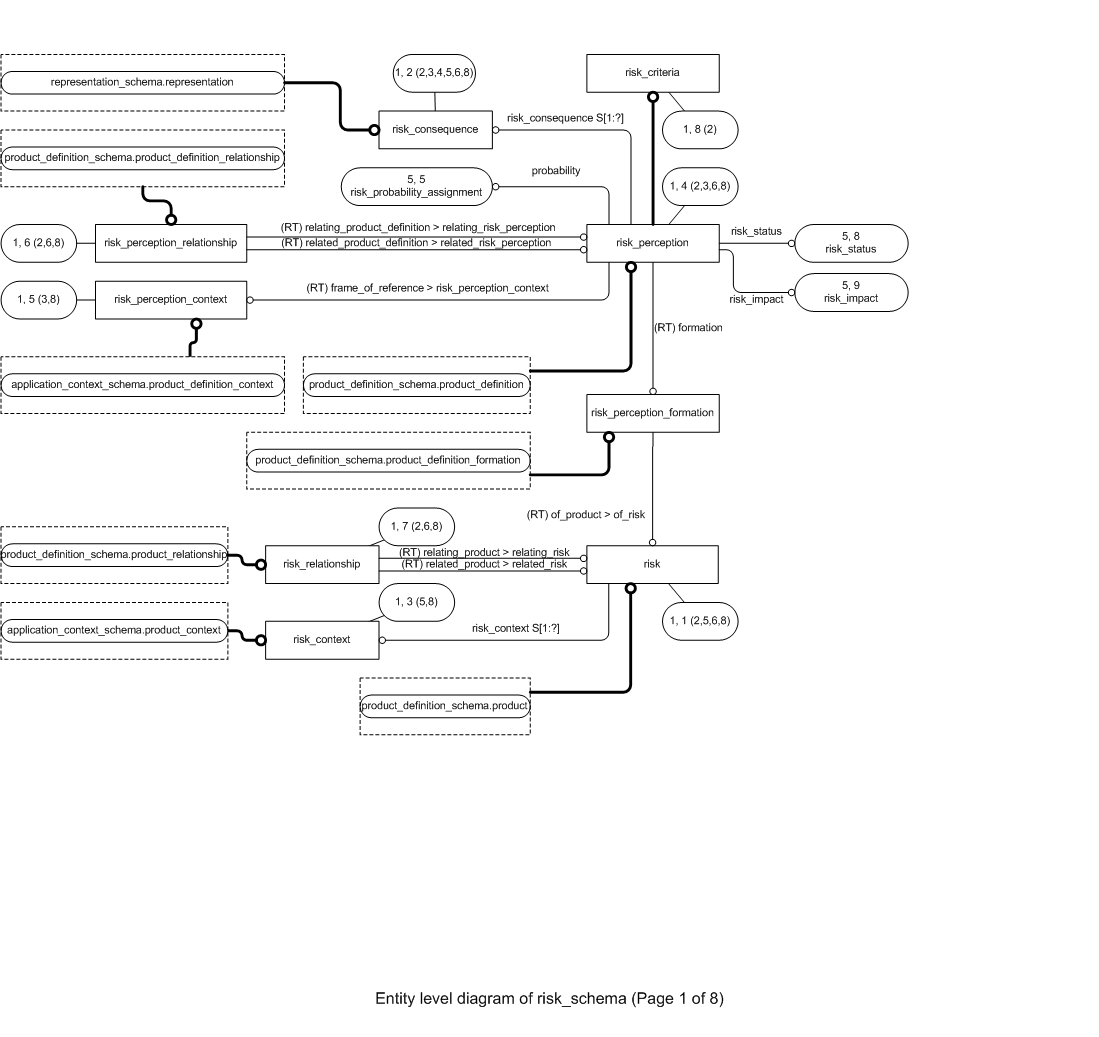 1, 2 (2,3,4,5,6,8)
risk_criteria
representation_schema.representation
risk_consequence S[1:?]
risk_consequence
1, 8 (2)
product_definition_schema.product_definition_relationship
probability
5, 5
risk_probability_assignment
1, 4 (2,3,6,8)
(RT) relating_product_definition > relating_risk_perception
risk_status
5, 8
risk_status
1, 6 (2,6,8)
risk_perception_relationship
(RT) related_product_definition > related_risk_perception
risk_perception
(RT) frame_of_reference > risk_perception_context
5, 9
risk_impact
1, 5 (3,8)
risk_perception_context
risk_impact
(RT) formation
application_context_schema.product_definition_context
product_definition_schema.product_definition
risk_perception_formation
product_definition_schema.product_definition_formation
(RT) of_product > of_risk
1, 7 (2,6,8)
product_definition_schema.product_relationship
(RT) relating_product > relating_risk
risk_relationship
(RT) related_product > related_risk
risk
1, 3 (5,8)
application_context_schema.product_context
risk_context S[1:?]
risk_context
1, 1 (2,5,6,8)
product_definition_schema.product
Entity level diagram of risk_schema (Page 1 of 8)